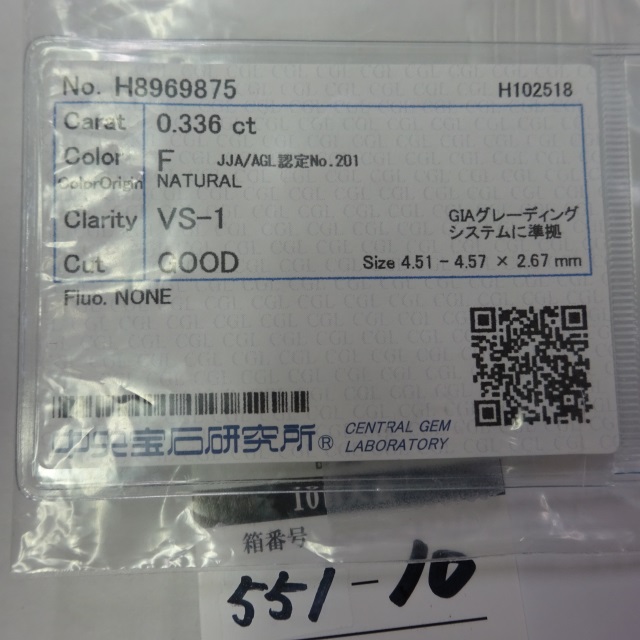 No. H8969875 H102518
Carat 0.336 ct
Color F JJA/AGL認定No.201
ColorOrigin NATURAL
Clarity VS-1 GIAグレーディング
システムに準拠
Cut GOOD Size 4.51 - 4.57 × 2.67 mm
Fluo. NONE
中央宝石研究所® CENTRAL GEM
LABORATORY
10
箱番号
551-10